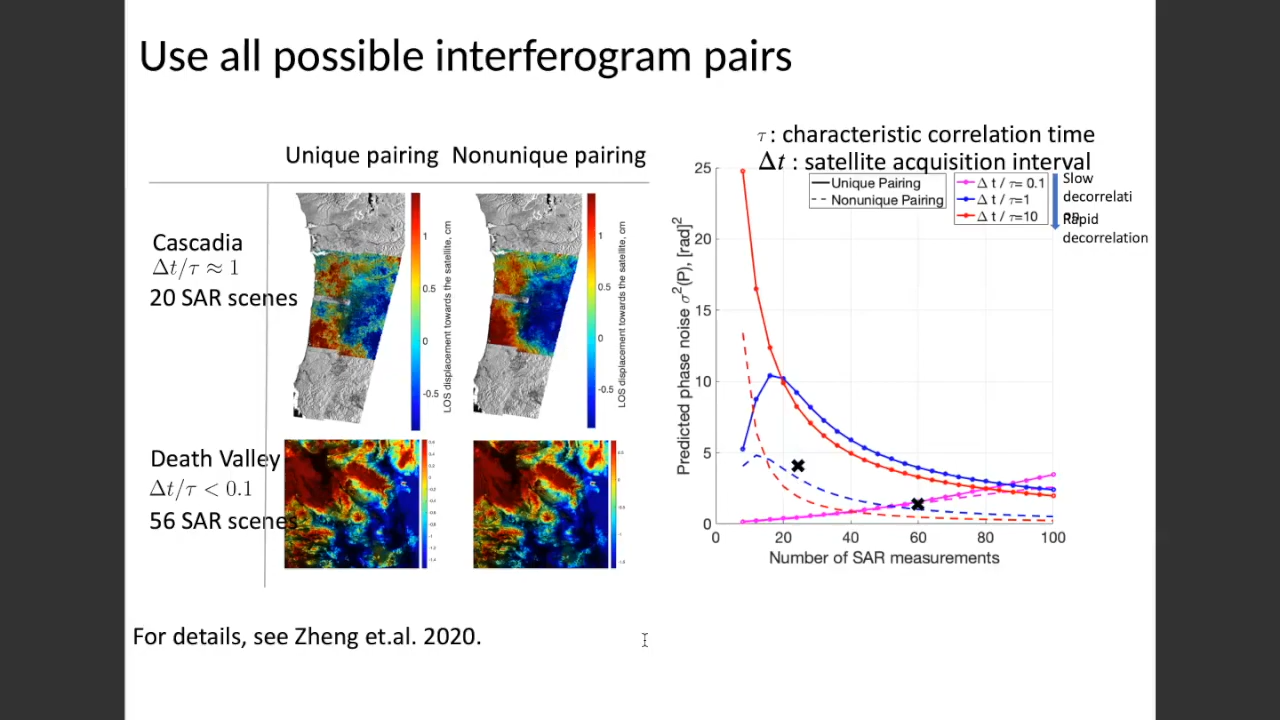 Use all possible interferogram pairs
Unique pairing Nonunique pairing
Cascadia
Δt/τ ≈ 1
20 SAR scenes
1
0.5
0
-0.5
LOS displacement towards the satellite, cm
1
0.5
0
-0.5
LOS displacement towards the satellite, cm
Death Valley
Δt/τ < 0.1
56 SAR scenes
τ : characteristic correlation time
Δt : satellite acquisition interval
Unique Pairing
Nonunique Pairing
Δ t / τ= 0.1
Δ t / τ=1
Δ t / τ=10
Slow
decorrelati
on
Rapid
decorrelation
25
20
15
10
5
0
Predicted phase noise σ²(P), [rad]²
0 20 40 60 80 100
Number of SAR measurements
For details, see Zheng et.al. 2020.